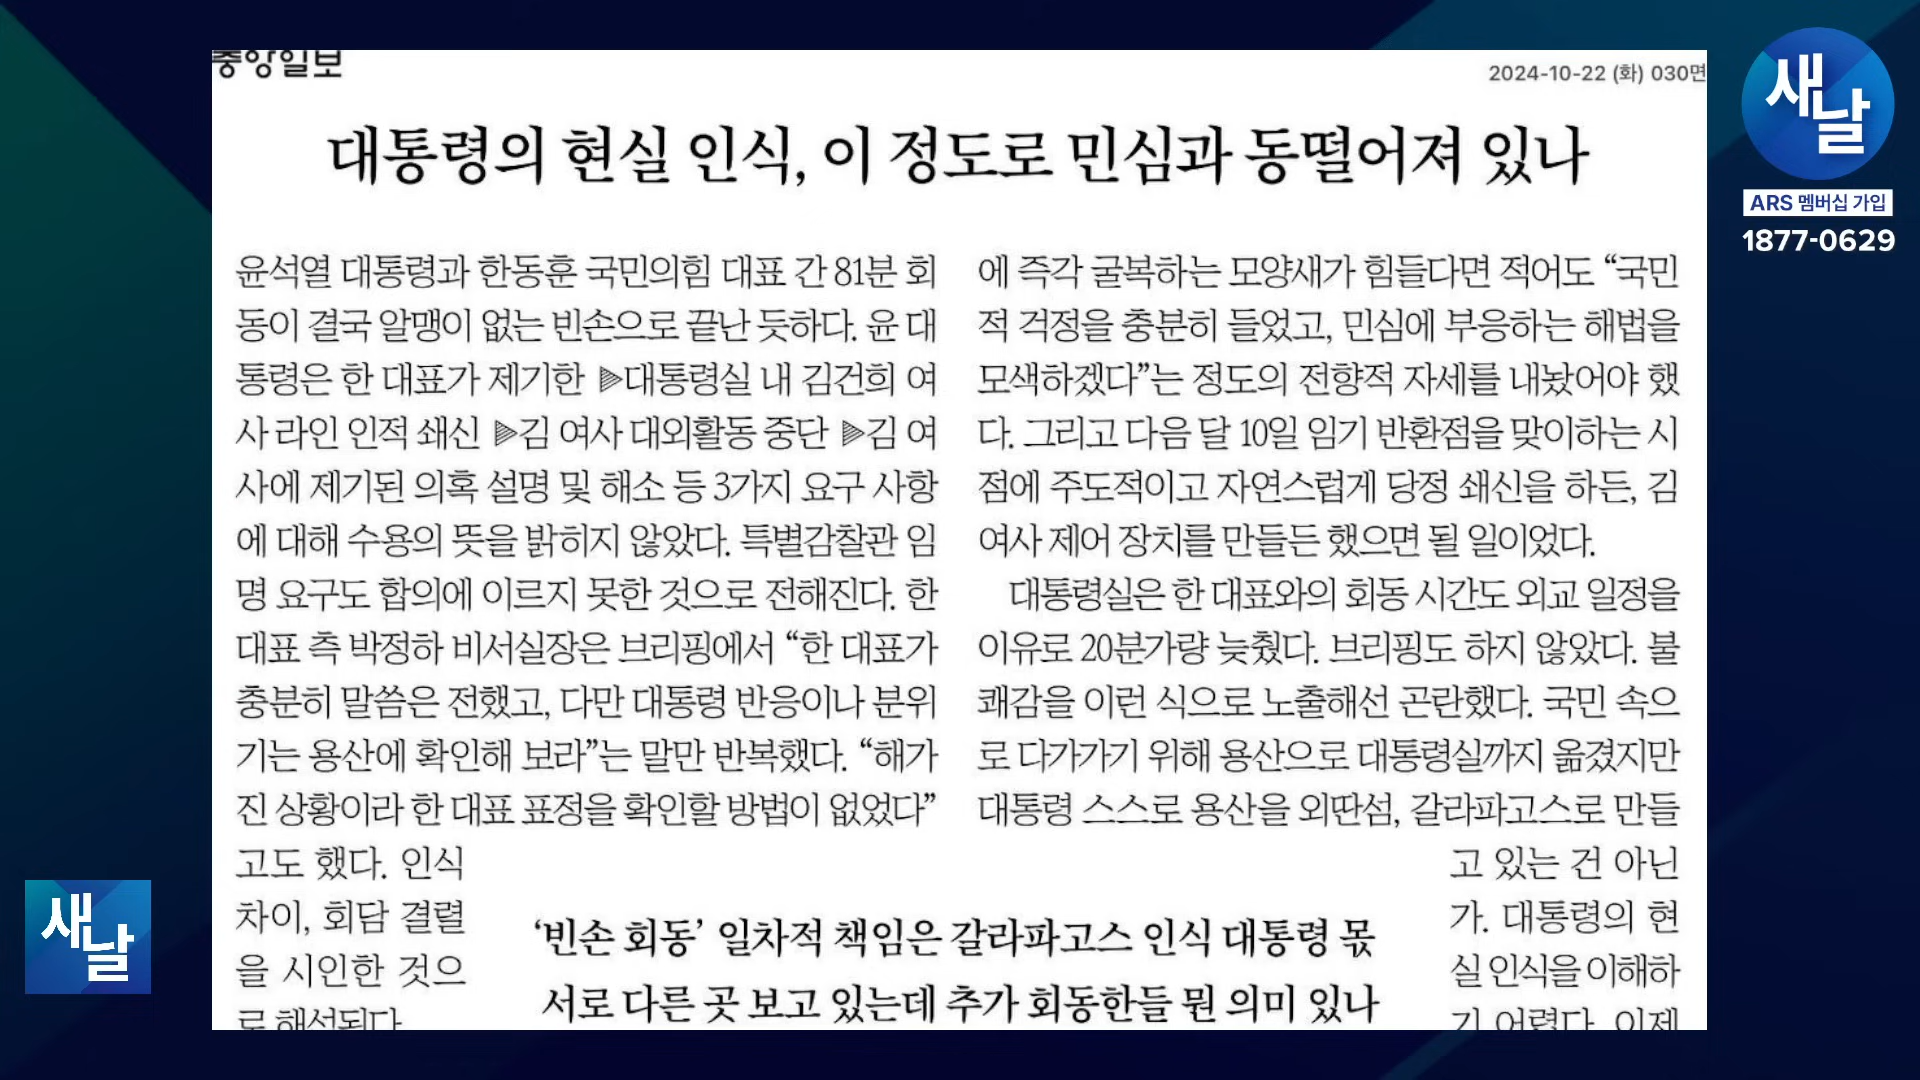 중앙일보
2024-10-22 (화) 030면
대통령의 현실 인식, 이 정도로 민심과 동떨어져 있나
윤석열 대통령과 한동훈 국민의힘 대표 간 81분 회
동이 결국 알맹이 없는 빈손으로 끝난 듯하다. 윤 대
통령은 한 대표가 제기한 ▶대통령실 내 김건희 여
사 라인 인적 쇄신 ▶김 여사 대외활동 중단 ▶김 여
사에 제기된 의혹 설명 및 해소 등 3가지 요구 사항
에 대해 수용의 뜻을 밝히지 않았다. 특별감찰관 임
명 요구도 합의에 이르지 못한 것으로 전해진다. 한
대표 측 박정하 비서실장은 브리핑에서 “한 대표가
충분히 말씀은 전했고, 다만 대통령 반응이나 분위
기는 용산에 확인해 보라”는 말만 반복했다. “해가
진 상황이라 한 대표 표정을 확인할 방법이 없었다”
고도 했다. 인식
차이, 회담 결렬
을 시인한 것으
로 해석된다.
‘빈손 회동’ 일차적 책임은 갈라파고스 인식 대통령 몫
서로 다른 곳 보고 있는데 추가 회동한들 뭔 의미 있나
에 즉각 굴복하는 모양새가 힘들다면 적어도 “국민
적 걱정을 충분히 들었고, 민심에 부응하는 해법을
모색하겠다”는 정도의 전향적 자세를 내놨어야 했
다. 그리고 다음 달 10일 임기 반환점을 맞이하는 시
점에 주도적이고 자연스럽게 당정 쇄신을 하든, 김
여사 제어 장치를 만들든 했으면 될 일이었다.
대통령실은 한 대표와의 회동 시간도 외교 일정을
이유로 20분가량 늦췄다. 브리핑도 하지 않았다. 불
쾌감을 이런 식으로 노출해선 곤란했다. 국민 속으
로 다가가기 위해 용산으로 대통령실까지 옮겼지만
대통령 스스로 용산을 외딴섬, 갈라파고스로 만들
고 있는 건 아닌
가. 대통령의 현
실 인식을 이해하
기 어렵다. 이제
새날
ARS 멤버십 가입
1877-0629
새날